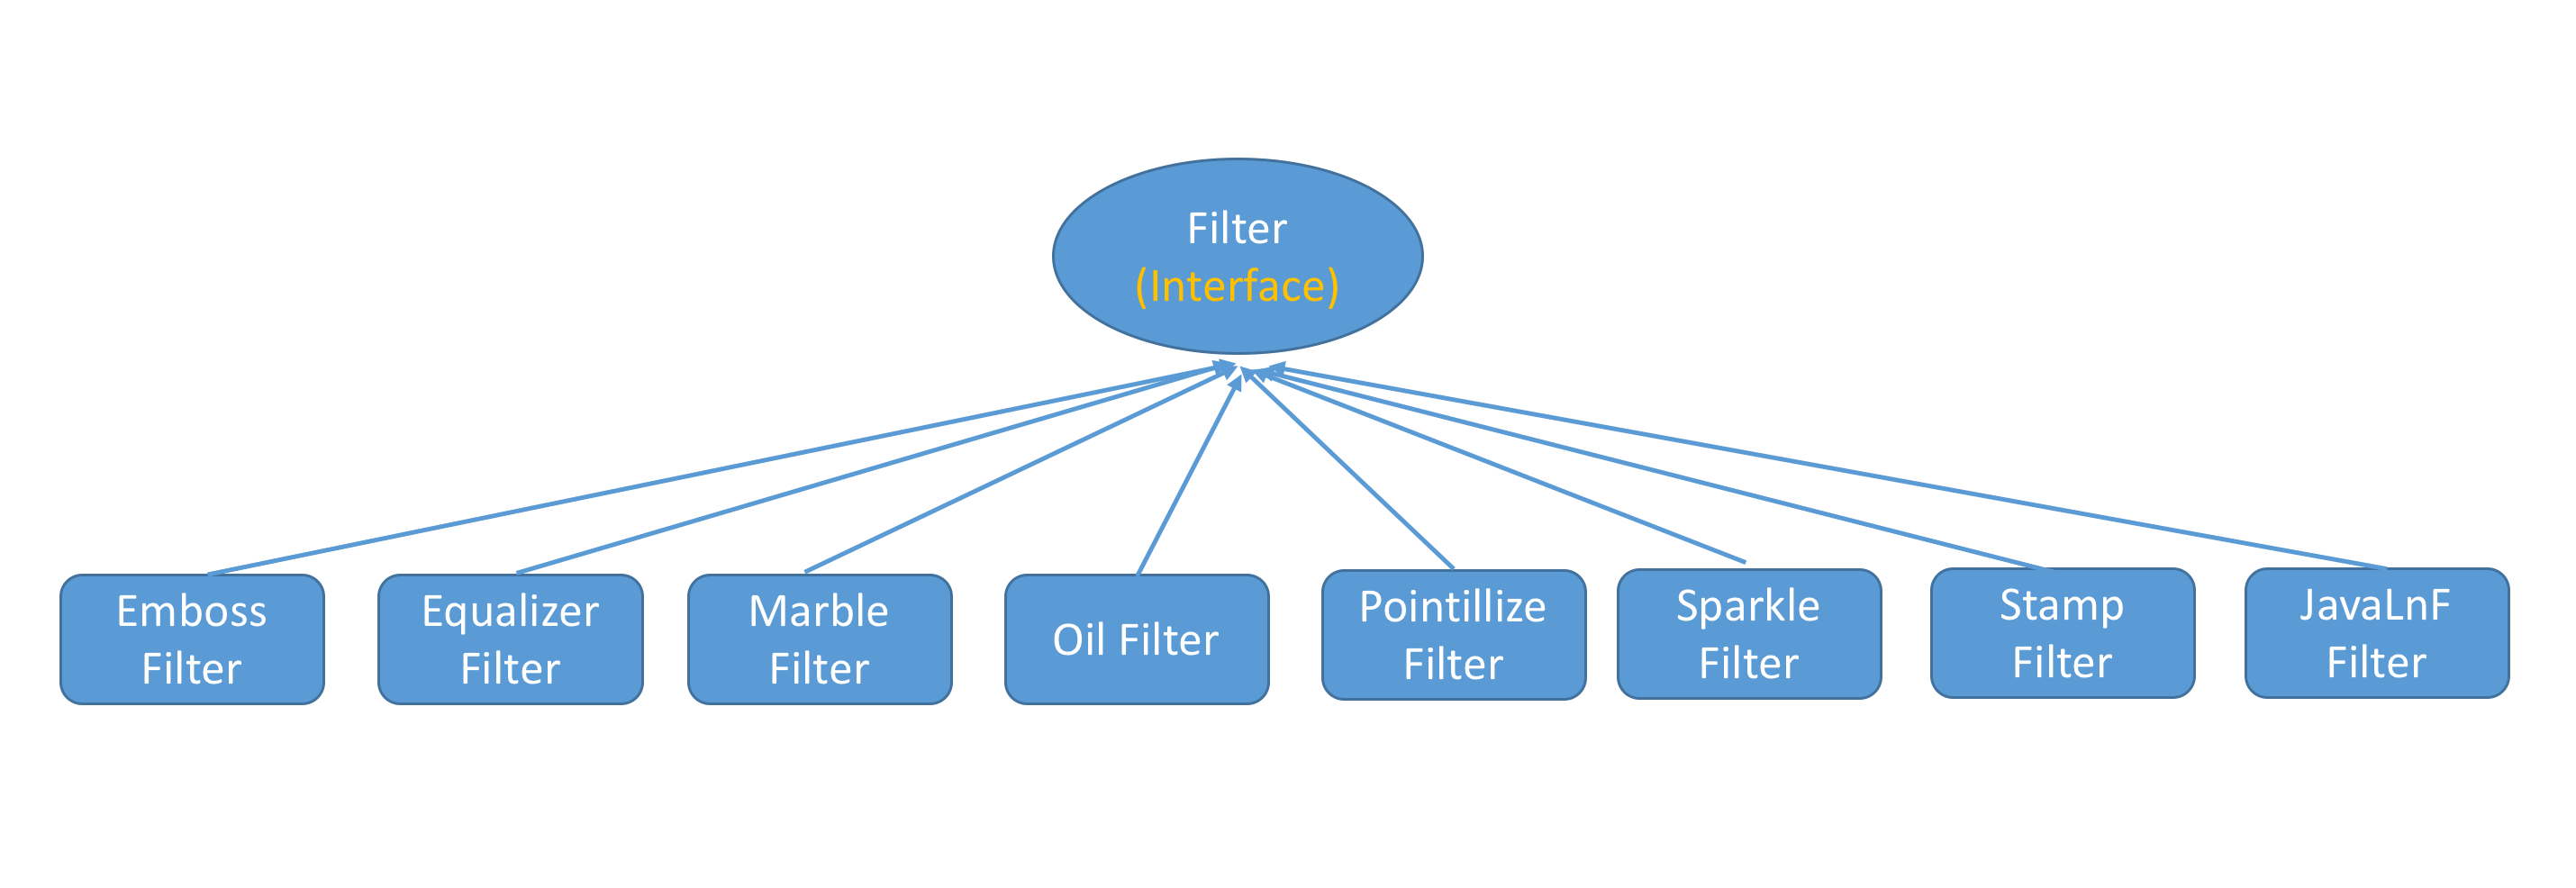 Filter
(Interface)
Emboss
Filter
Equalizer
Filter
Marble
Filter
Oil Filter
Pointillize
Filter
Sparkle
Filter
Stamp
Filter
JavaLnF
Filter